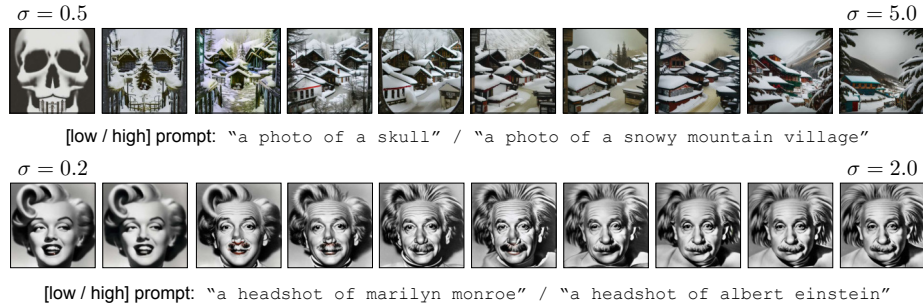 σ = 0.5 σ = 5.0
[low / high] prompt: "a photo of a skull" / "a photo of a snowy mountain village"
σ = 0.2 σ = 2.0
[low / high] prompt: "a headshot of marilyn monroe" / "a headshot of albert einstein"